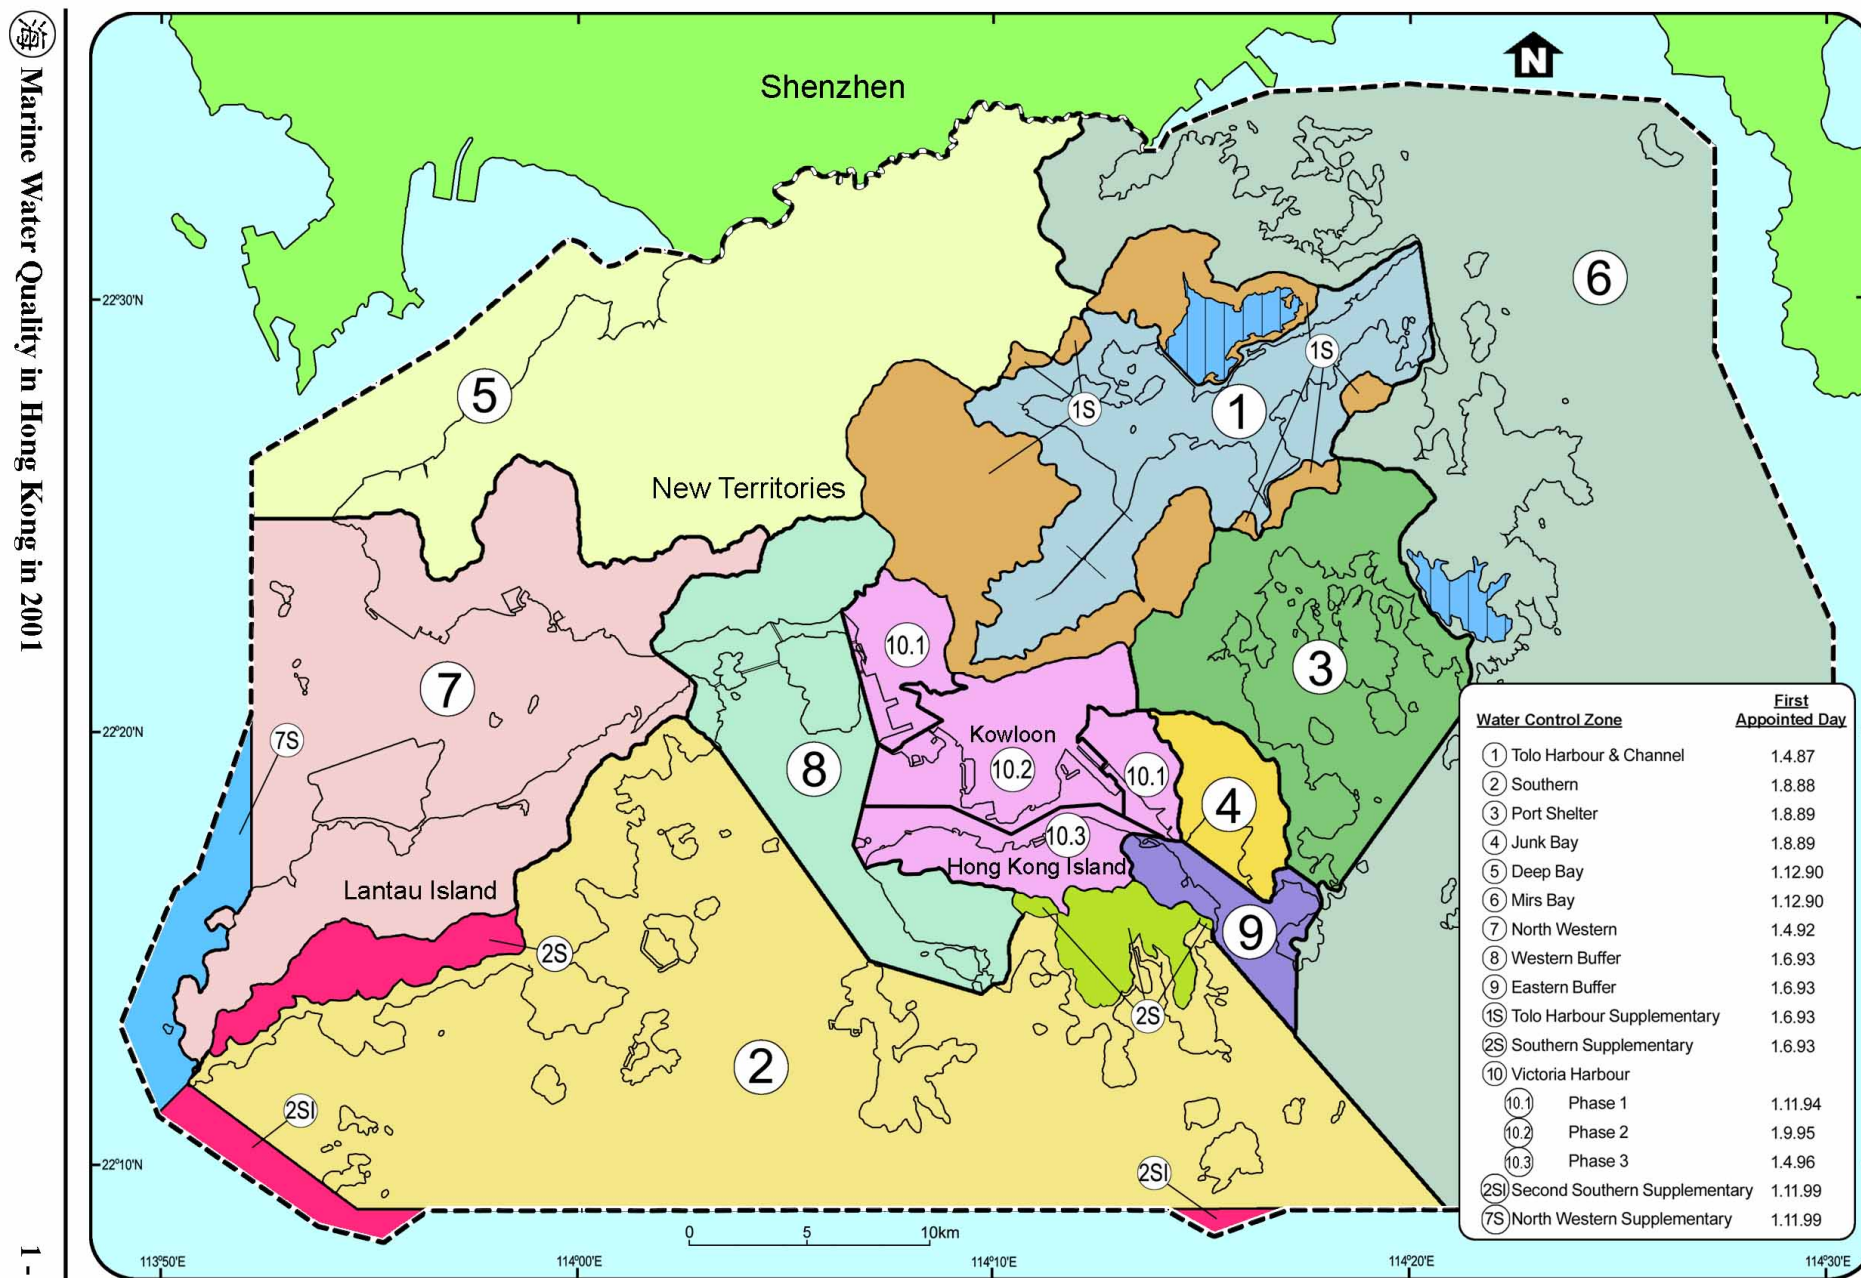 海 Marine Water Quality in Hong Kong in 2001
1 -
N
Shenzhen
6
22°30'N
1S
5
1S
1
New Territories
10.1
3
7
22°20'N
7S
Kowloon
8
10.2
10.1
4
10.3
Hong Kong Island
Lantau Island
9
2S
2S
2
2SI
22°10'N
2SI
0 5 10km
113°50'E 114°00'E 114°10'E 114°20'E 114°30'E
Water Control Zone First Appointed Day
1 Tolo Harbour & Channel 1.4.87
2 Southern 1.8.88
3 Port Shelter 1.8.89
4 Junk Bay 1.8.89
5 Deep Bay 1.12.90
6 Mirs Bay 1.12.90
7 North Western 1.4.92
8 Western Buffer 1.6.93
9 Eastern Buffer 1.6.93
1S Tolo Harbour Supplementary 1.6.93
2S Southern Supplementary 1.6.93
10 Victoria Harbour
10.1 Phase 1 1.11.94
10.2 Phase 2 1.9.95
10.3 Phase 3 1.4.96
2SI Second Southern Supplementary 1.11.99
7S North Western Supplementary 1.11.99